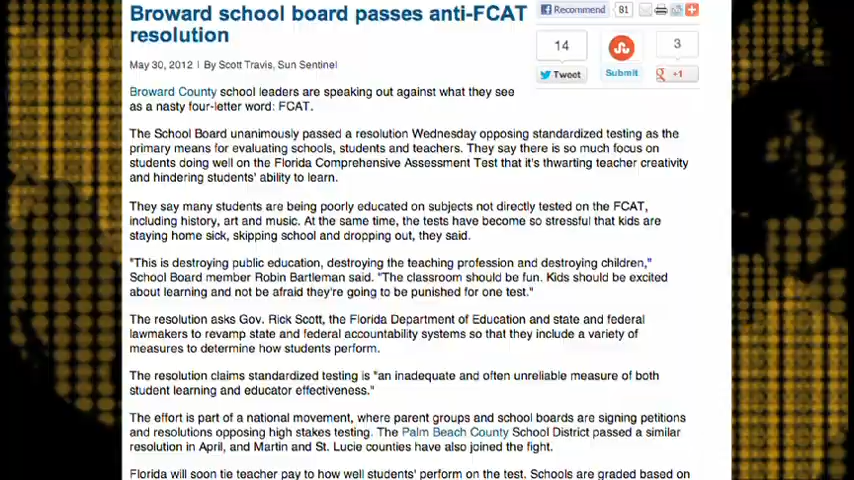 Broward school board passes anti-FCAT
resolution
Recommend 81
14
3
Tweet
Submit
+1
May 30, 2012 | By Scott Travis, Sun Sentinel
Broward County school leaders are speaking out against what they see
as a nasty four-letter word: FCAT.
The School Board unanimously passed a resolution Wednesday opposing standardized testing as the
primary means for evaluating schools, students and teachers. They say there is so much focus on
students doing well on the Florida Comprehensive Assessment Test that it's thwarting teacher creativity
and hindering students' ability to learn.
They say many students are being poorly educated on subjects not directly tested on the FCAT,
including history, art and music. At the same time, the tests have become so stressful that kids are
staying home sick, skipping school and dropping out, they said.
"This is destroying public education, destroying the teaching profession and destroying children,"
School Board member Robin Bartleman said. "The classroom should be fun. Kids should be excited
about learning and not be afraid they're going to be punished for one test."
The resolution asks Gov. Rick Scott, the Florida Department of Education and state and federal
lawmakers to revamp state and federal accountability systems so that they include a variety of
measures to determine how students perform.
The resolution claims standardized testing is "an inadequate and often unreliable measure of both
student learning and educator effectiveness."
The effort is part of a national movement, where parent groups and school boards are signing petitions
and resolutions opposing high stakes testing. The Palm Beach County School District passed a similar
resolution in April, and Martin and St. Lucie counties have also joined the fight.
Florida will soon tie teacher pay to how well students' perform on the test. Schools are graded based on